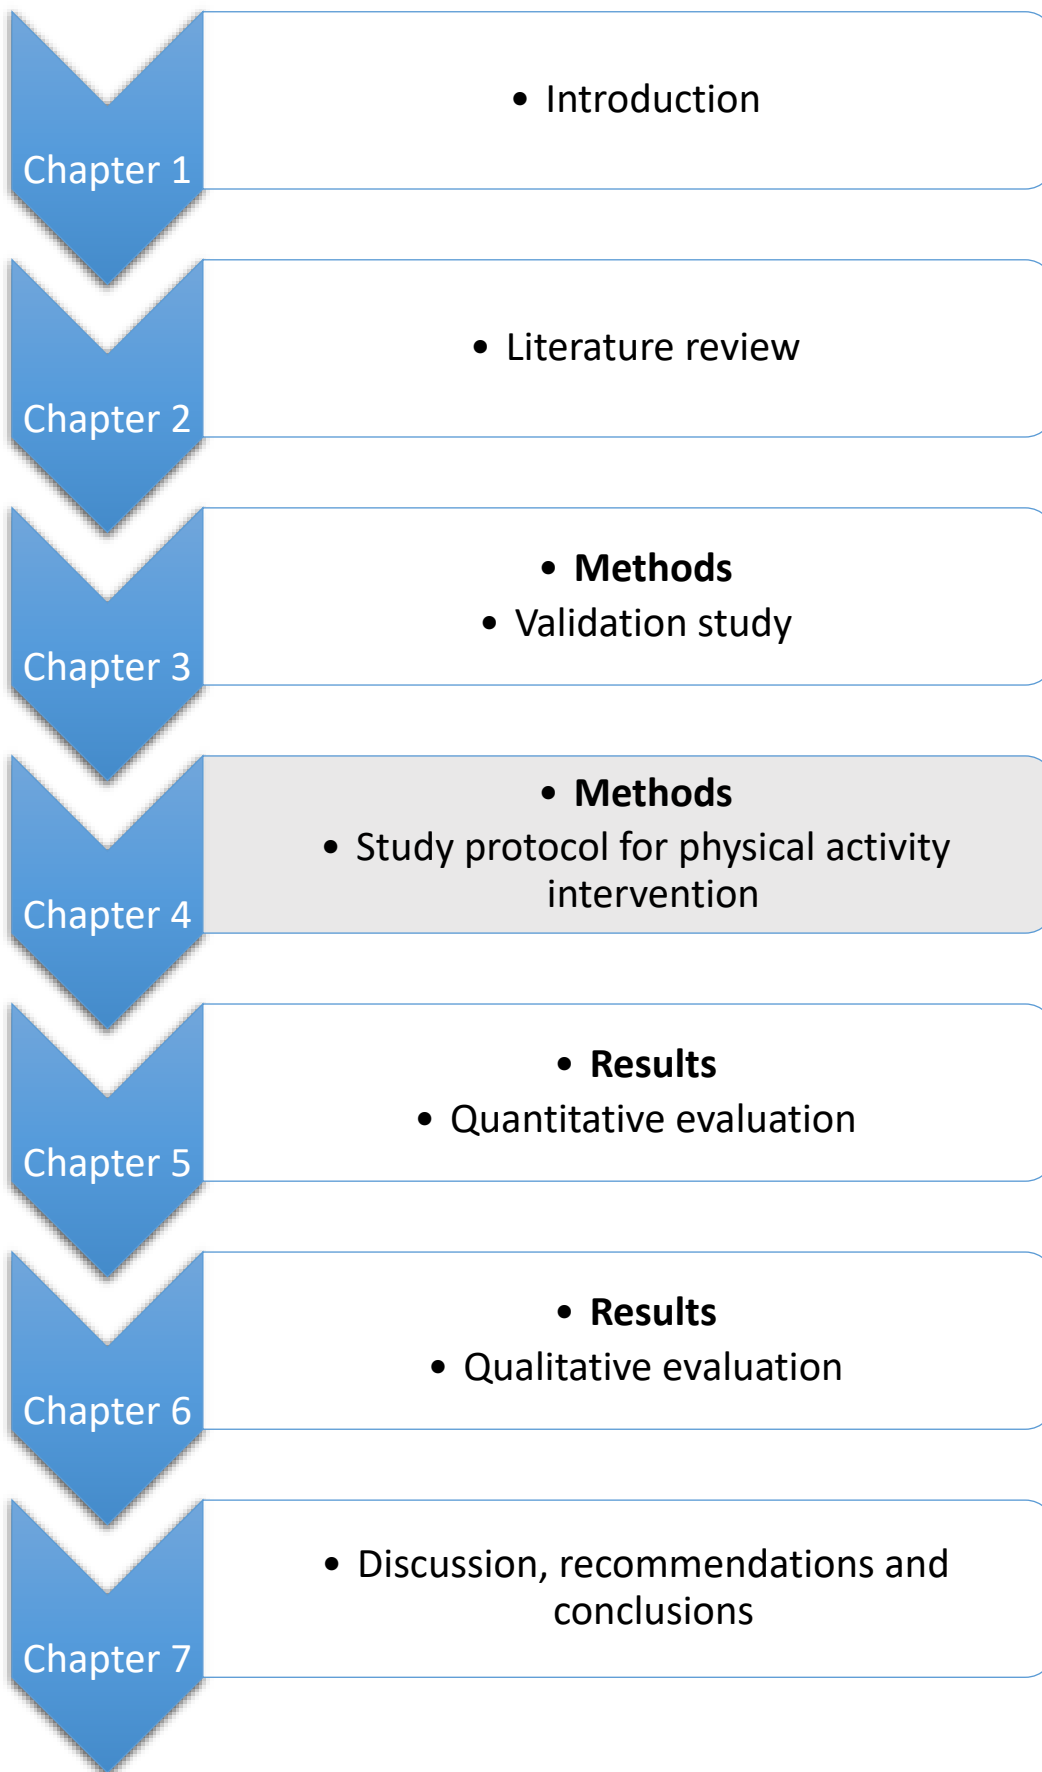 • Introduction
Chapter 1
• Literature review
Chapter 2
• Methods
• Validation study
Chapter 3
• Methods
• Study protocol for physical activity
intervention
Chapter 4
• Results
• Quantitative evaluation
Chapter 5
• Results
• Qualitative evaluation
Chapter 6
• Discussion, recommendations and
conclusions
Chapter 7